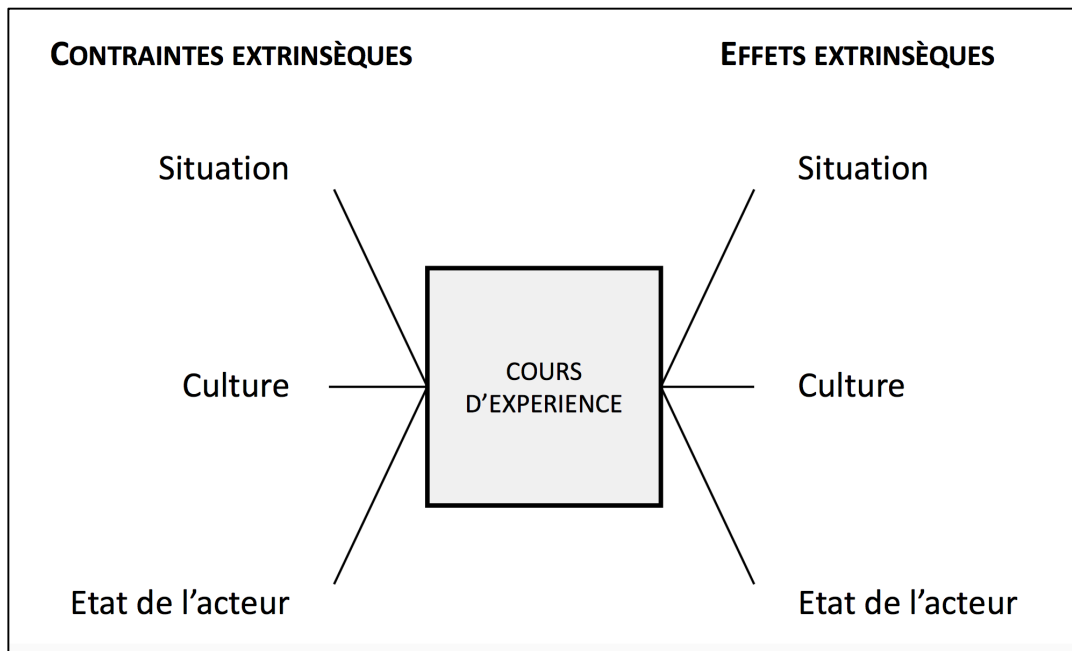 CONTRAINTES EXTRINSÈQUES
EFFETS EXTRINSÈQUES
Situation
Situation
COURS
D'EXPERIENCE
Culture
Culture
Etat de l'acteur
Etat de l'acteur